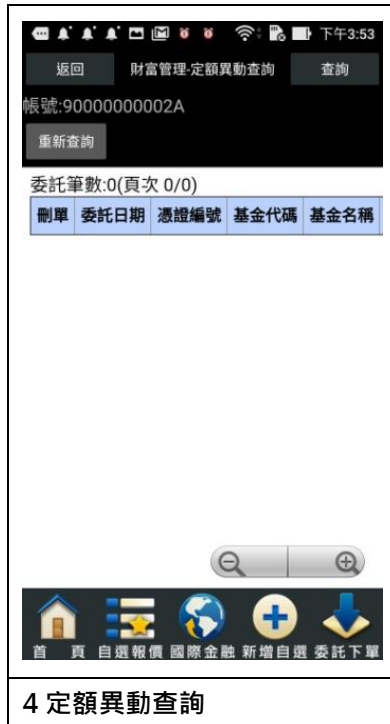 下午3:53
返回 財富管理-定額異動查詢 查詢
帳號:90000000002A
重新查詢
委託筆數:0(頁次 0/0)
刪單 委託日期 憑證編號 基金代碼 基金名稱
首 頁 自選報價 國際金融 新增自選 委託下單
4 定額異動查詢